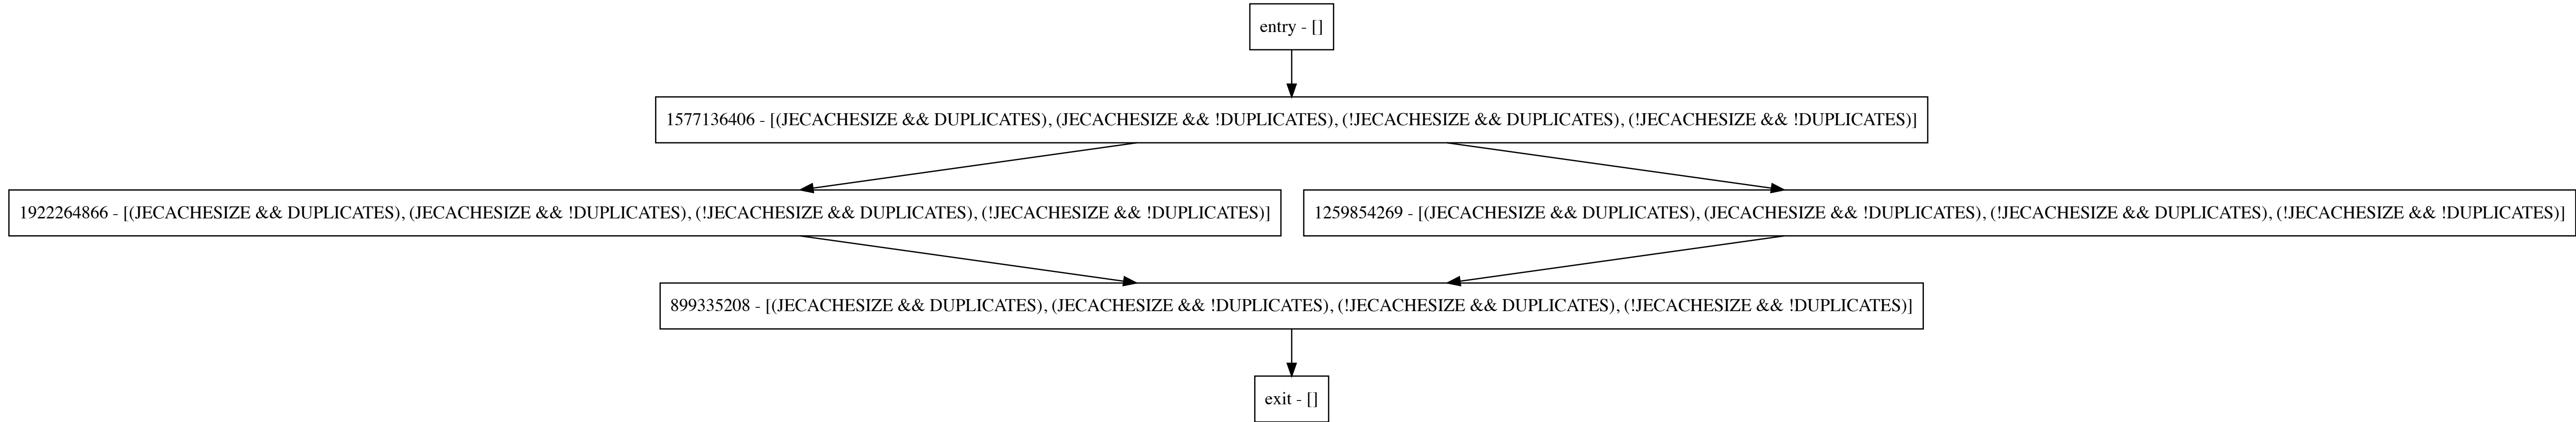 entry - []
1577136406 - [(JECACHESIZE && DUPLICATES), (JECACHESIZE && !DUPLICATES), (!JECACHESIZE && DUPLICATES), (!JECACHESIZE && !DUPLICATES)]
1922264866 - [(JECACHESIZE && DUPLICATES), (JECACHESIZE && !DUPLICATES), (!JECACHESIZE && DUPLICATES), (!JECACHESIZE && !DUPLICATES)]
1259854269 - [(JECACHESIZE && DUPLICATES), (JECACHESIZE && !DUPLICATES), (!JECACHESIZE && DUPLICATES), (!JECACHESIZE && !DUPLICATES)]
899335208 - [(JECACHESIZE && DUPLICATES), (JECACHESIZE && !DUPLICATES), (!JECACHESIZE && DUPLICATES), (!JECACHESIZE && !DUPLICATES)]
exit - []